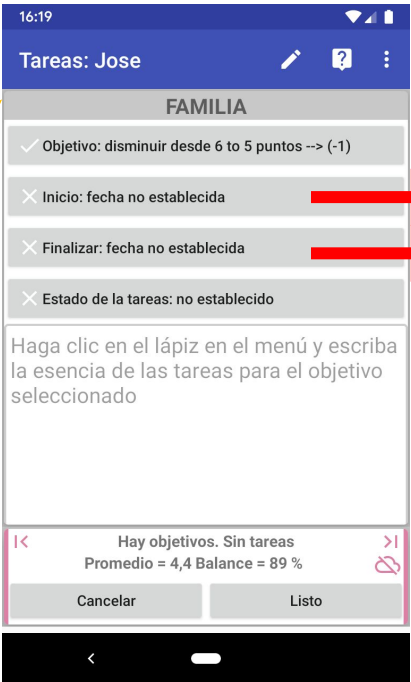 16:19
Tareas: Jose
FAMILIA
Objetivo: disminuir desde 6 to 5 puntos --> (-1)
Inicio: fecha no establecida
Finalizar: fecha no establecida
Estado de la tareas: no establecido
Haga clic en el lápiz en el menú y escriba
la esencia de las tareas para el objetivo
seleccionado
Hay objetivos. Sin tareas
Promedio = 4,4 Balance = 89 %
Cancelar
Listo